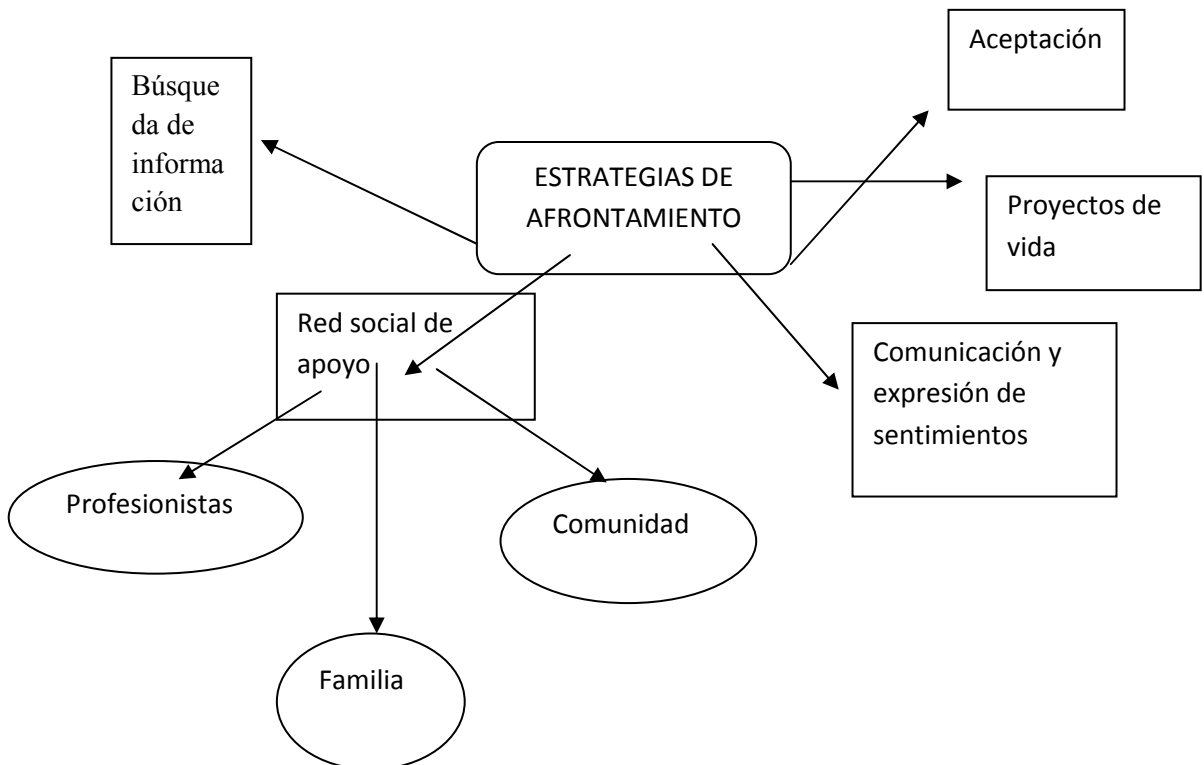 Aceptación
Búsque
da de
informa
ción
ESTRATEGIAS DE
AFRONTAMIENTO
Proyectos de
vida
Red social de
apoyo
Comunicación y
expresión de
sentimientos
Profesionistas
Comunidad
Familia